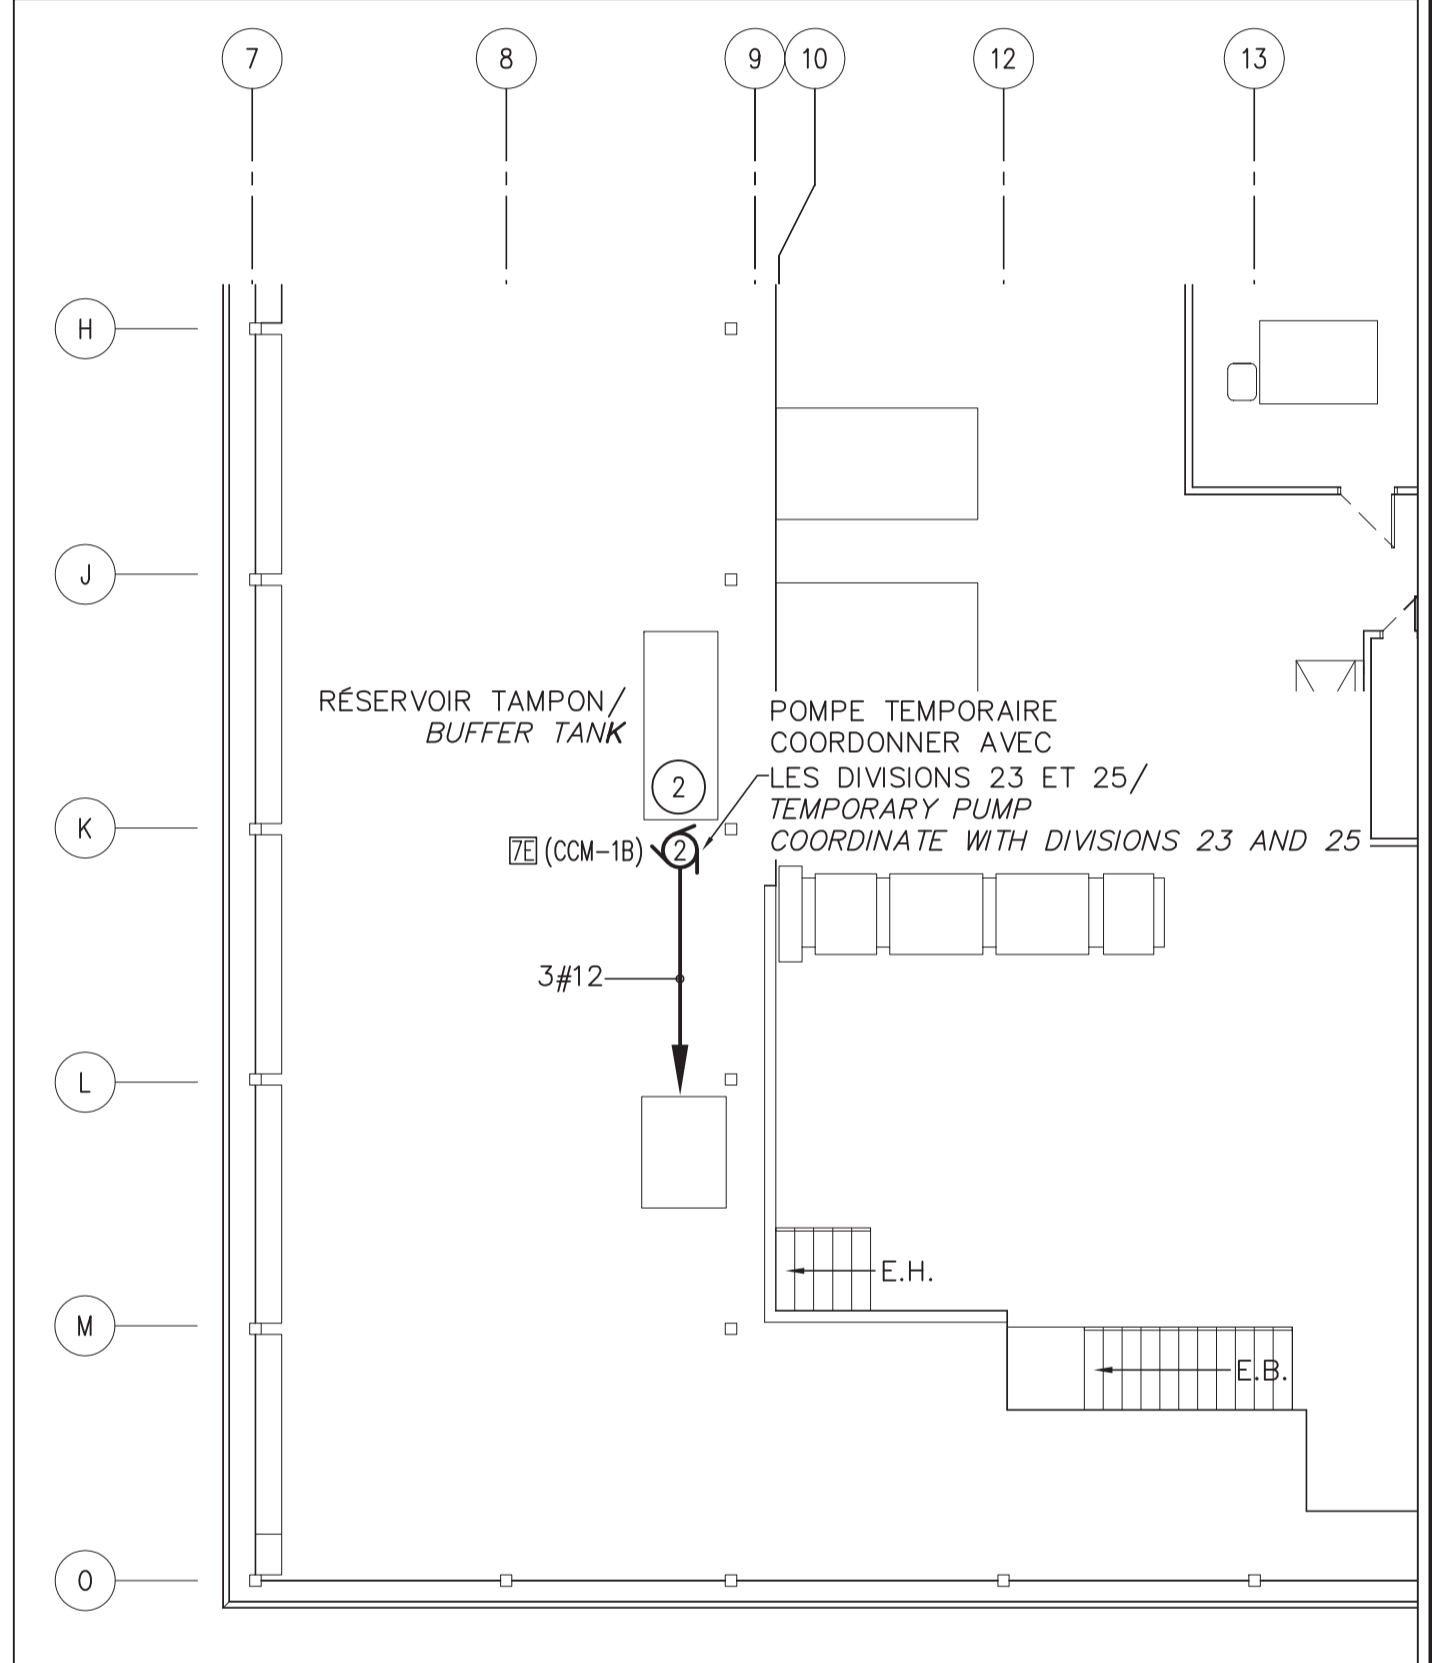 7
8
9
10
12
13
H
J
RÉSERVOIR TAMPON/
BUFFER TANK
POMPE TEMPORAIRE
COORDONNER AVEC
LES DIVISIONS 23 ET 25/
TEMPORARY PUMP
COORDINATE WITH DIVISIONS 23 AND 25
2
K
7E (CCM-1B)
2
3#12
L
E.H.
M
E.B.
O